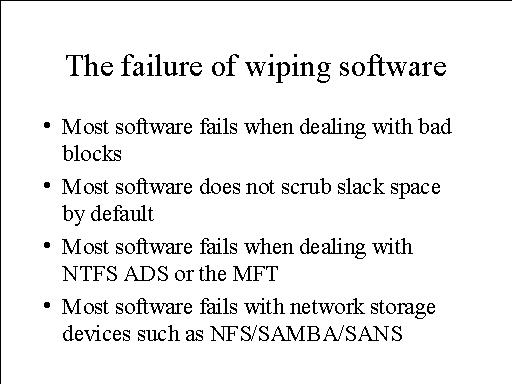 The failure of wiping software
• Most software fails when dealing with bad
blocks
• Most software does not scrub slack space
by default
• Most software fails when dealing with
NTFS ADS or the MFT
• Most software fails with network storage
devices such as NFS/SAMBA/SANS